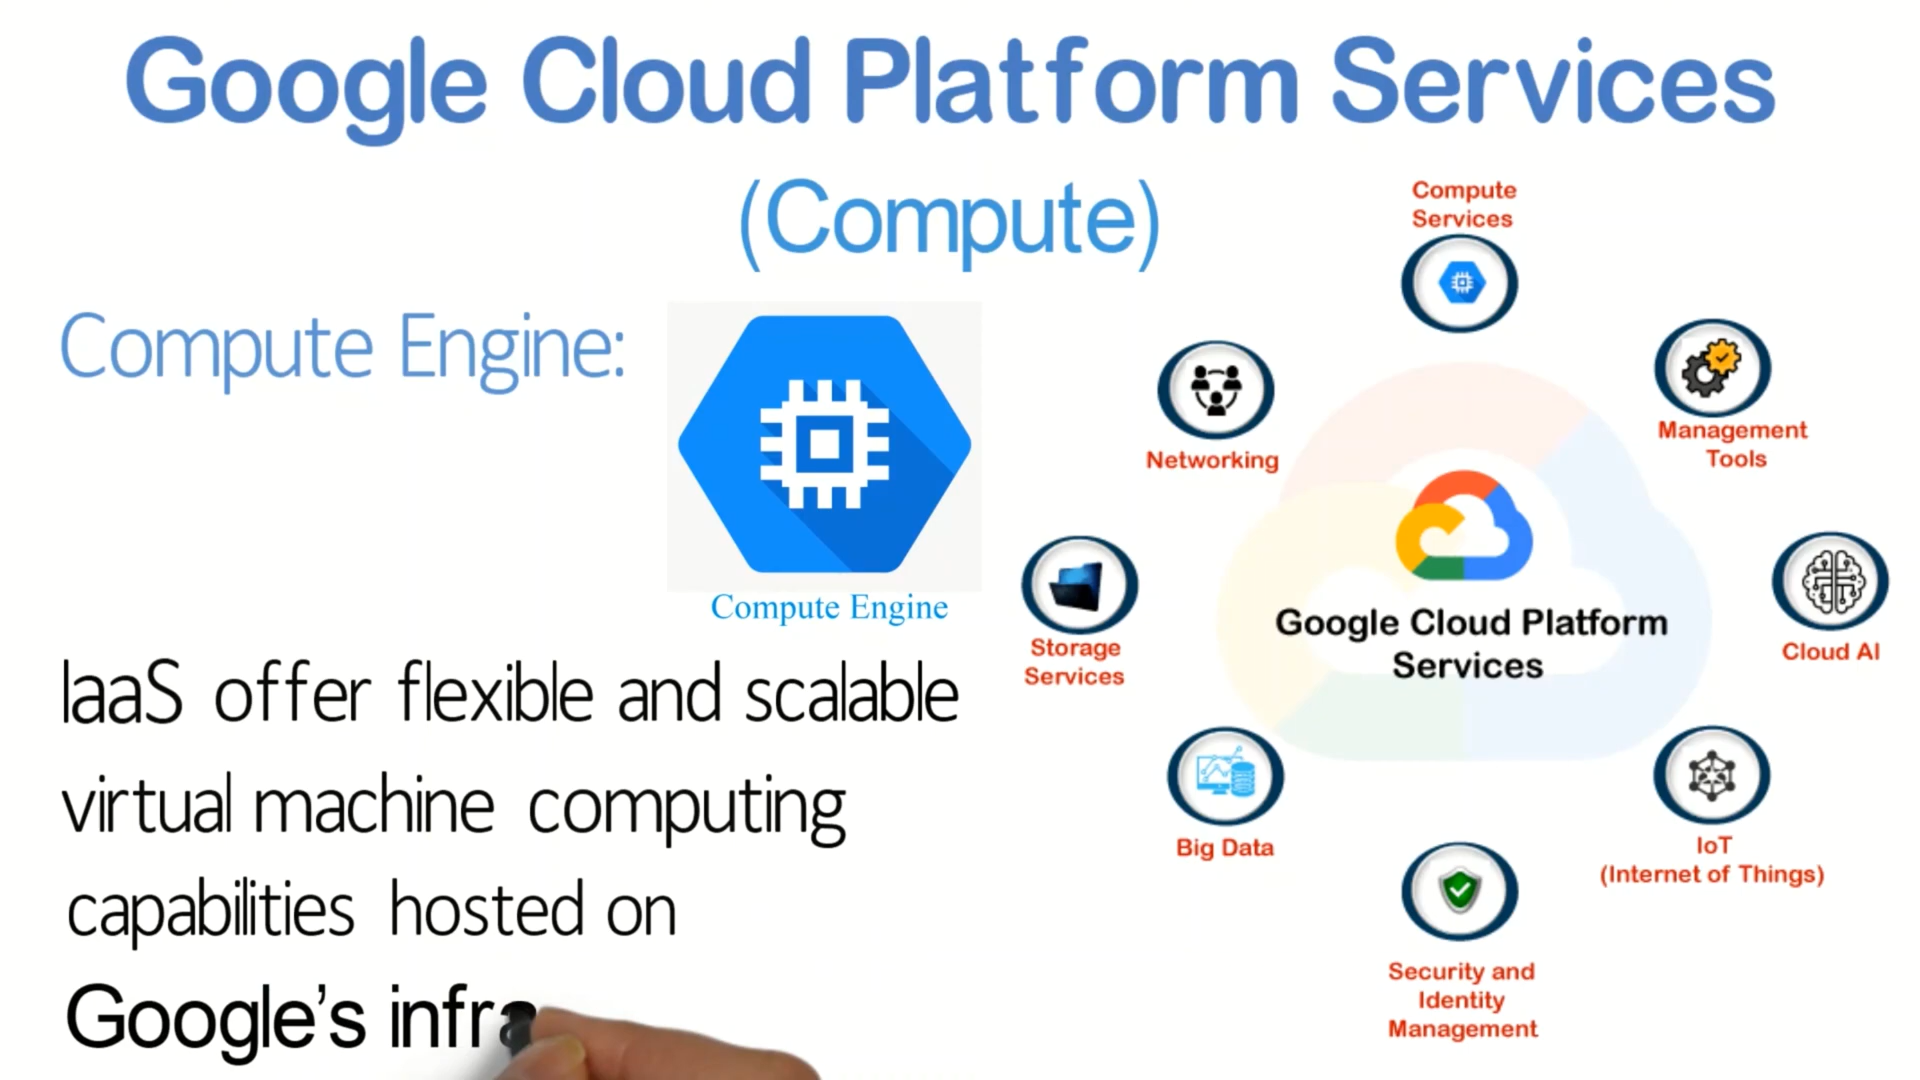 Google Cloud Platform Services
(Compute)
Compute Engine:
Compute Engine
IaaS offer flexible and scalable
virtual machine computing
capabilities hosted on
Google's infra
Compute
Services
Management
Tools
Cloud AI
IoT
(Internet of Things)
Security and
Identity
Management
Big Data
Storage
Services
Networking
Google Cloud Platform
Services